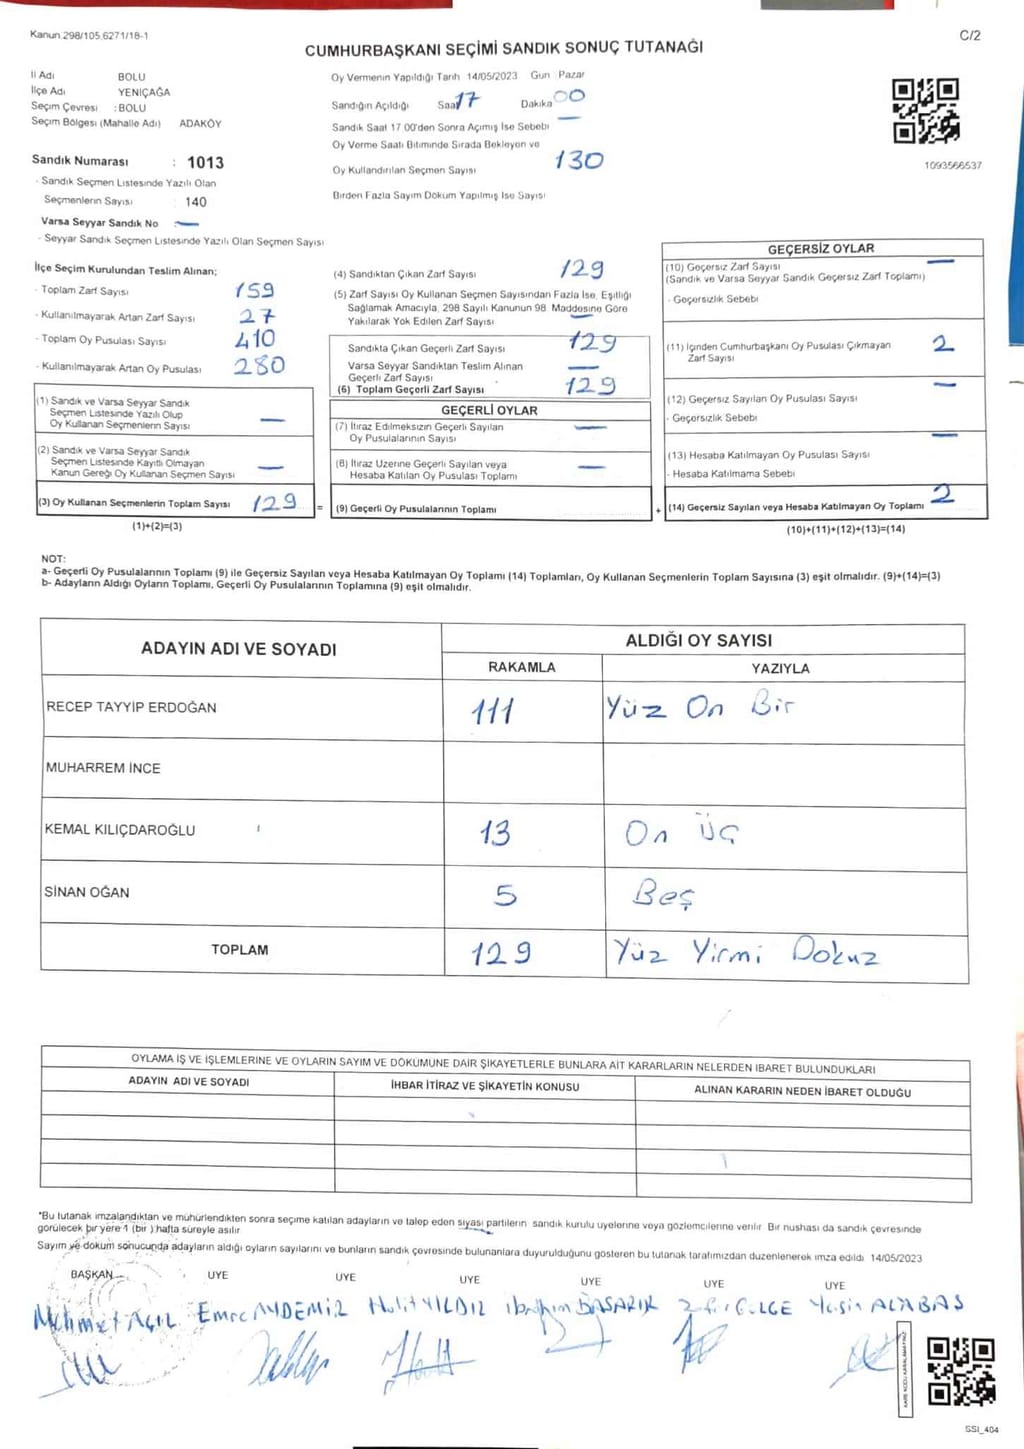 Kanun.298/105.6271/18-1
C/2
CUMHURBAŞKANI SEÇİMİ SANDIK SONUÇ TUTANAĞI
İl Adı BOLU
İlçe Adı YENİÇAĞA
Seçim Çevresi : BOLU
Seçim Bölgesi (Mahalle Adı) ADAKÖY
Sandık Numarası : 1013
- Sandık Seçmen Listesinde Yazılı Olan
Seçmenlerin Sayısı 140
Varsa Seyyar Sandık No : —
- Seyyar Sandık Seçmen Listesinde Yazılı Olan Seçmen Sayısı
Oy Vermenin Yapıldığı Tarih 14/05/2023 Gün Pazar
Sandığın Açıldığı Saat 17 Dakika 00
Sandık Saat 17.00'den Sonra Açımış İse Sebebi —
Oy Verme Saati Bitiminde Sırada Bekleyen ve
Oy Kullandırılan Seçmen Sayısı 130
Birden Fazla Sayım Döküm Yapılmış İse Sayısı
1093566537
İlçe Seçim Kurulundan Teslim Alınan;
- Toplam Zarf Sayısı 159
- Kullanılmayarak Artan Zarf Sayısı 27
- Toplam Oy Pusulası Sayısı 410
- Kullanılmayarak Artan Oy Pusulası 280
(1) Sandık ve Varsa Seyyar Sandık
Seçmen Listesinde Yazılı Olup
Oy Kullanan Seçmenlerin Sayısı —
(2) Sandık ve Varsa Seyyar Sandık
Seçmen Listesinde Kayıtlı Olmayan
Kanun Gereği Oy Kullanan Seçmen Sayısı —
(3) Oy Kullanan Seçmenlerin Toplam Sayısı 129
(1)+(2)=(3)
(4) Sandıktan Çıkan Zarf Sayısı 129
(5) Zarf Sayısı Oy Kullanan Seçmen Sayısından Fazla İse, Eşitliği
Sağlamak Amacıyla, 298 Sayılı Kanunun 98. Maddesine Göre
Yakılarak Yok Edilen Zarf Sayısı —
Sandıkta Çıkan Geçerli Zarf Sayısı 129
Varsa Seyyar Sandıktan Teslim Alınan
Geçerli Zarf Sayısı —
(6) Toplam Geçerli Zarf Sayısı 129
GEÇERLİ OYLAR
(7) İtiraz Edilmeksizin Geçerli Sayılan
Oy Pusulalarının Sayısı —
(8) İtiraz Üzerine Geçerli Sayılan veya
Hesaba Katılan Oy Pusulası Toplamı —
= (9) Geçerli Oy Pusulalarının Toplamı
GEÇERSİZ OYLAR
(10) Geçersiz Zarf Sayısı —
(Sandık ve Varsa Seyyar Sandık Geçersiz Zarf Toplamı)
- Geçersizlik Sebebi
(11) İçinden Cumhurbaşkanı Oy Pusulası Çıkmayan
Zarf Sayısı 2
(12) Geçersiz Sayılan Oy Pusulası Sayısı —
- Geçersizlik Sebebi
(13) Hesaba Katılmayan Oy Pusulası Sayısı —
- Hesaba Katılmama Sebebi
+ (14) Geçersiz Sayılan veya Hesaba Katılmayan Oy Toplamı 2
(10)+(11)+(12)+(13)=(14)
NOT:
a- Geçerli Oy Pusulalarının Toplamı (9) ile Geçersiz Sayılan veya Hesaba Katılmayan Oy Toplamı (14) Toplamları, Oy Kullanan Seçmenlerin Toplam Sayısına (3) eşit olmalıdır. (9)+(14)=(3)
b- Adayların Aldığı Oyların Toplamı, Geçerli Oy Pusulalarının Toplamına (9) eşit olmalıdır.
ADAYIN ADI VE SOYADI
ALDIĞI OY SAYISI
RAKAMLA YAZIYLA
RECEP TAYYİP ERDOĞAN 111 Yüz On Bir
MUHARREM İNCE
KEMAL KILIÇDAROĞLU 13 On Üç
SİNAN OĞAN 5 Beş
TOPLAM 129 Yüz Yirmi Dokuz
OYLAMA İŞ VE İŞLEMLERİNE VE OYLARIN SAYIM VE DÖKÜMÜNE DAİR ŞİKAYETLERLE BUNLARA AİT KARARLARIN NELERDEN İBARET BULUNDUKLARI
ADAYIN ADI VE SOYADI İHBAR İTİRAZ VE ŞİKAYETİN KONUSU ALINAN KARARIN NEDEN İBARET OLDUĞU
*Bu tutanak imzalandıktan ve mühürlendikten sonra seçime katılan adayların ve talep eden siyasi partilerin sandık kurulu üyelerine veya gözlemcilerine verilir. Bir nüshası da sandık çevresinde
görülecek bir yere 1 (bir) hafta süreyle asılır
Sayım ve döküm sonucunda adayların aldığı oyların sayılarını ve bunların sandık çevresinde bulunanlara duyurulduğunu gösteren bu tutanak tarafımızdan düzenlenerek imza edildi 14/05/2023
BAŞKAN ÜYE ÜYE ÜYE ÜYE ÜYE ÜYE
Mehmet AÇIL Emre AYDEMİR Halit YILDIZ İbrahim BAŞARIK GÖLGE Yasin ALABAŞ
SSI_404